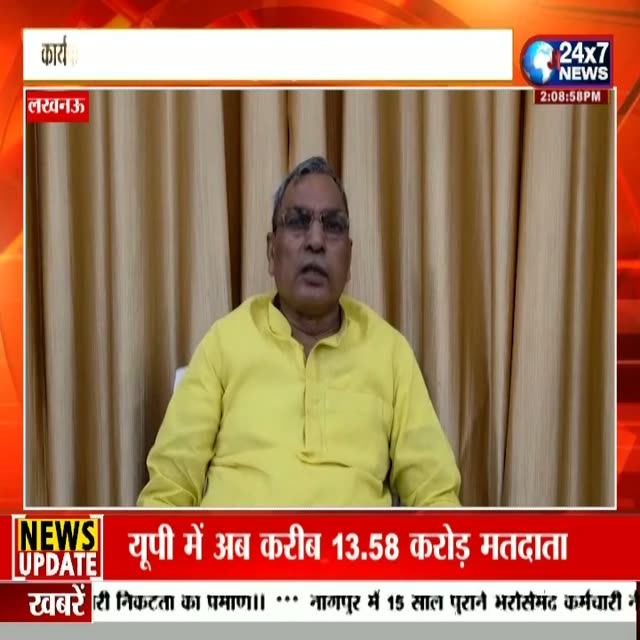 कार्य
24x7
NEWS
2:08:58PM
लखनऊ
NEWS
UPDATE
यूपी में अब करीब 13.58 करोड़ मतदाता
खबरें
री निकटता का प्रमाण।। *** नागपुर में 15 साल पुराने भरोसेमंद कर्मचारी ने